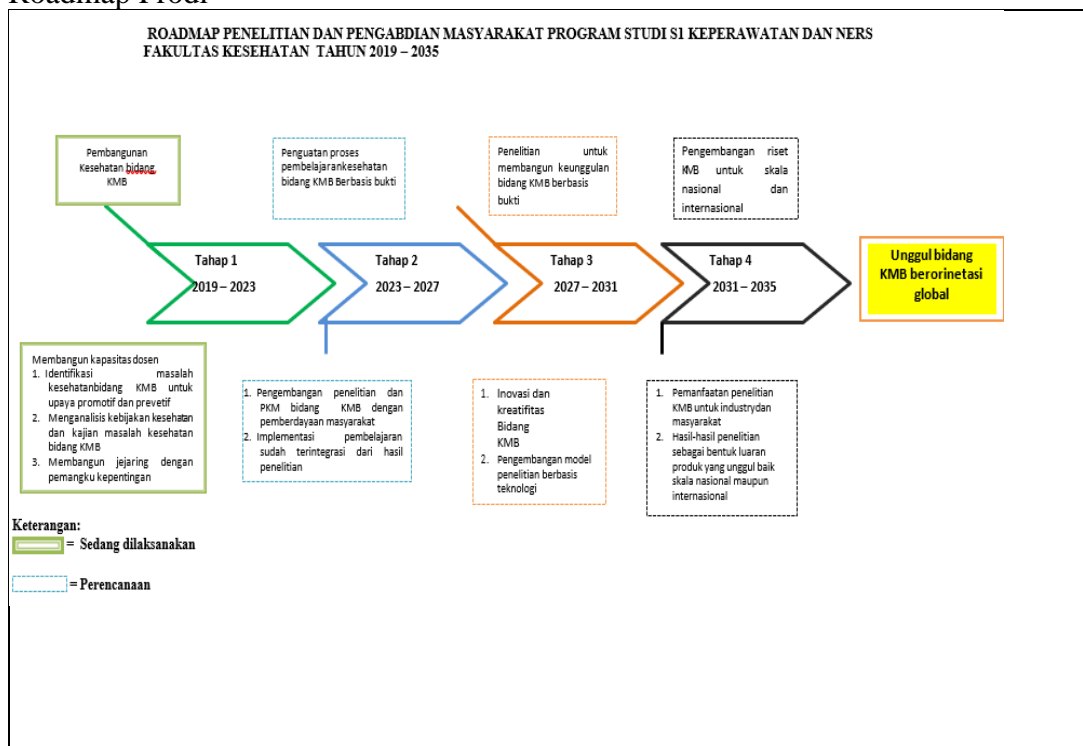 Roadmap Prodi
ROADMAP PENELITIAN DAN PENGABDIAN MASYARAKAT PROGRAM STUDI S1 KEPERAWATAN DAN NERS
FAKULTAS KESEHATAN TAHUN 2019 – 2035
Pembangunan
Kesehatan bidang
KMB
Penguatan proses
pembelajarankesehatan
bidang KMB Berbasis bukti
Penelitian untuk
membangun keunggulan
bidang KMB berbasis
bukti
Pengembangan riset
KMB untuk skala
nasional dan
internasional
Tahap 1
2019 – 2023
Tahap 2
2023 – 2027
Tahap 3
2027 – 2031
Tahap 4
2031 – 2035
Unggul bidang
KMB berorinetasi
global
Membangun kapasitas dosen
1. Identifikasi masalah
kesehatanbidang KMB untuk
upaya promotif dan prevetif
2. Menganalisis kebijakan kesehatan
dan kajian masalah kesehatan
bidang KMB
3. Membangun jejaring dengan
pemangku kepentingan
1. Pengembangan penelitian dan
PKM bidang KMB dengan
pemberdayaan masyarakat
2. Implementasi pembelajaran
sudah terintegrasi dari hasil
penelitian
1. Inovasi dan
kreatifitas
Bidang
KMB
2. Pengembangan model
penelitian berbasis
teknologi
1. Pemanfaatan penelitian
KMB untuk industrydan
masyarakat
2. Hasil-hasil penelitian
sebagai bentuk luaran
produk yang unggul baik
skala nasional maupun
internasional
Keterangan:
= Sedang dilaksanakan
= Perencanaan